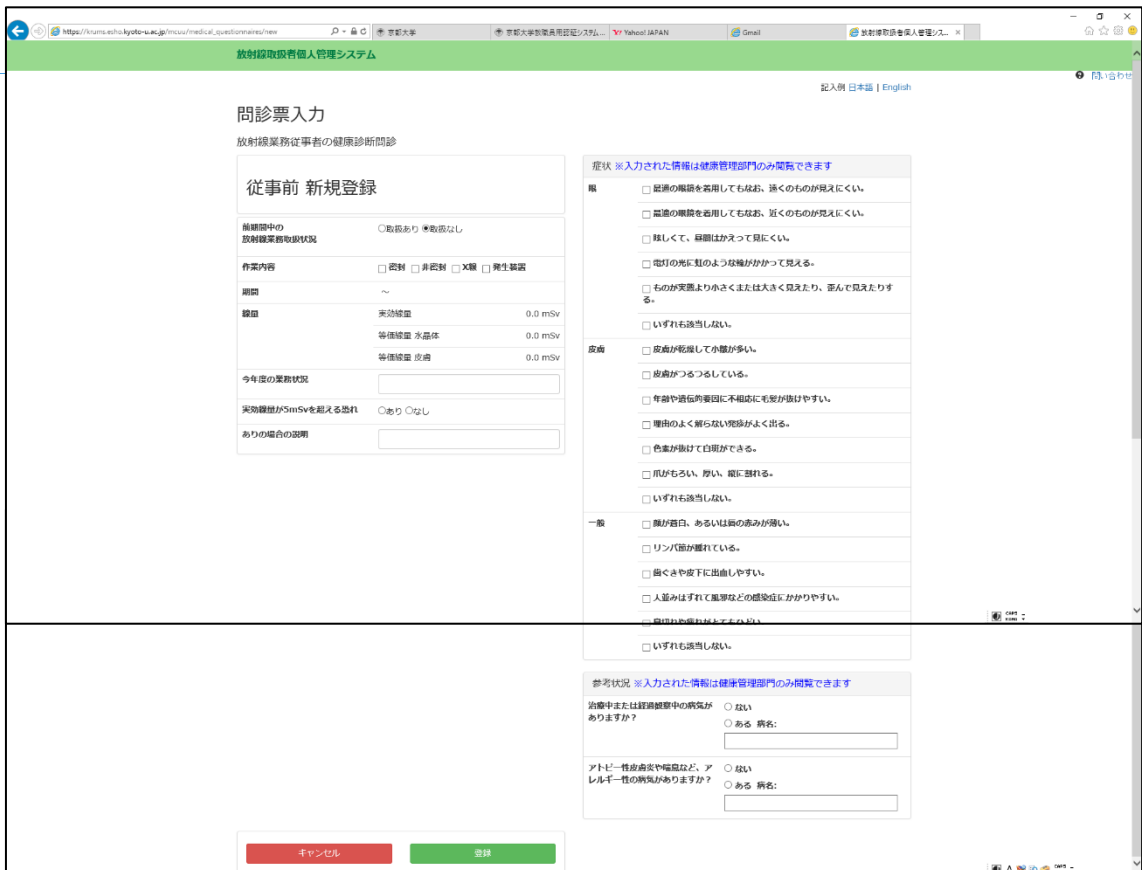 https://krums.esho.kyoto-u.ac.jp/mcuu/medical_questionnaires/new
京都大学
京都大学教職員用認証システム...
Yahoo! JAPAN
Gmail
放射線取扱者個人管理シス...
放射線取扱者個人管理システム
問い合わせ
記入例 日本語 | English
問診票入力
放射線業務従事者の健康診断問診
従事前 新規登録
前期間中の
放射線業務取扱状況
○取扱あり ◉取扱なし
作業内容
□ 密封 □ 非密封 □ X線 □ 発生装置
期間 ～
線量
実効線量 0.0 mSv
等価線量 水晶体 0.0 mSv
等価線量 皮膚 0.0 mSv
今年度の業務状況
実効線量が5mSvを超える恐れ ○あり ○なし
ありの場合の説明
症状 ※入力された情報は健康管理部門のみ閲覧できます
眼
□ 最適の眼鏡を着用してもなお、遠くのものが見えにくい。
□ 最適の眼鏡を着用してもなお、近くのものが見えにくい。
□ 眩しくて、昼間はかえって見にくい。
□ 電灯の光に虹のような輪がかかって見える。
□ ものが実際より小さくまたは大きく見えたり、歪んで見えたりす
る。
□ いずれも該当しない。
皮膚
□ 皮膚が乾燥して小皺が多い。
□ 皮膚がつるつるしている。
□ 年齢や遺伝的要因に不相応に毛髪が抜けやすい。
□ 理由のよく解らない発疹がよく出る。
□ 色素が抜けて白斑ができる。
□ 爪がもろい、厚い、縦に割れる。
□ いずれも該当しない。
一般
□ 顔が蒼白、あるいは唇の赤みが薄い。
□ リンパ節が腫れている。
□ 歯ぐきや皮下に出血しやすい。
□ 人並みはずれて風邪などの感染症にかかりやすい。
□ 息切れや疲れがとてもひどい。
□ いずれも該当しない。
参考状況 ※入力された情報は健康管理部門のみ閲覧できます
治療中または経過観察中の病気が
ありますか？
○ ない
○ ある 病名:
アトピー性皮膚炎や喘息など、ア
レルギー性の病気がありますか？
○ ない
○ ある 病名:
キャンセル
登録